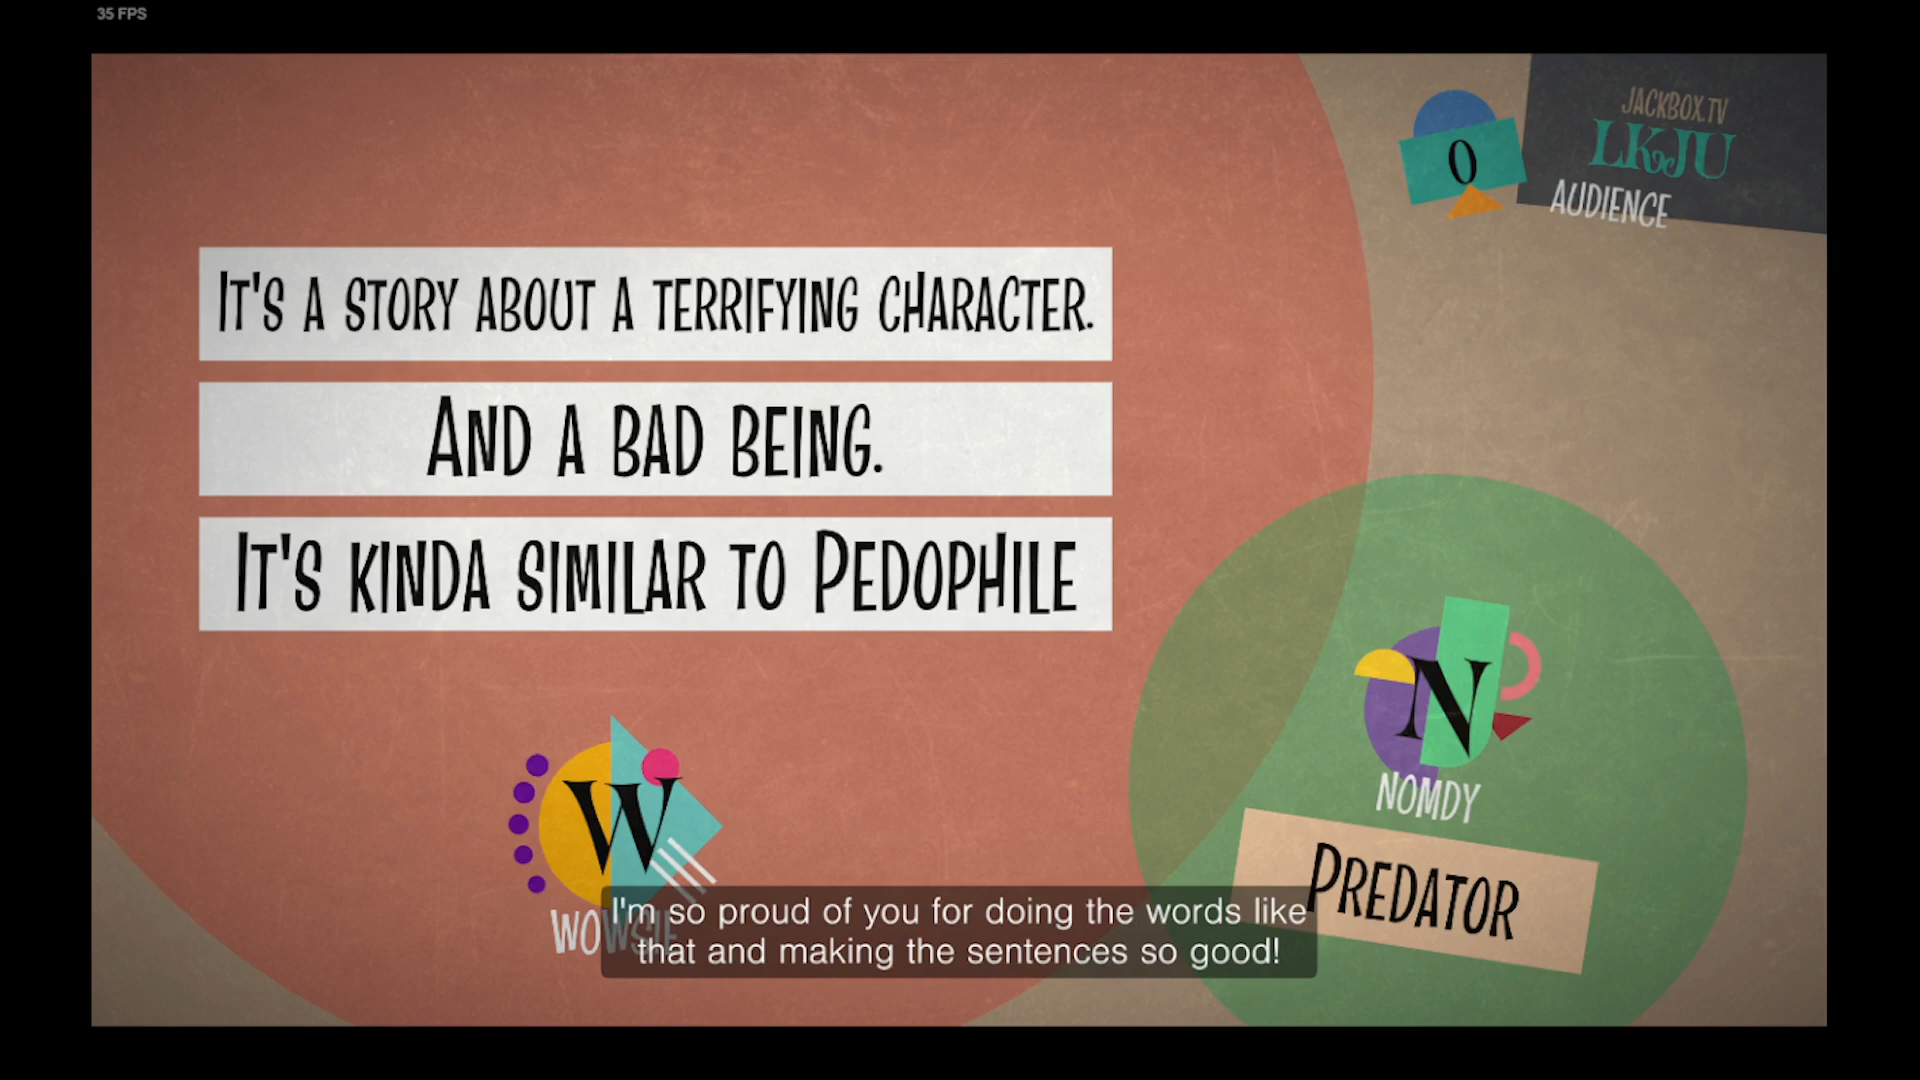 35 FPS
JACKBOX.TV
LKJU
0
AUDIENCE
IT'S A STORY ABOUT A TERRIFYING CHARACTER.
AND A BAD BEING.
IT'S KINDA SIMILAR TO PEDOPHILE
N
NOMDY
PREDATOR
W
WOWSIE
I'm so proud of you for doing the words like
that and making the sentences so good!